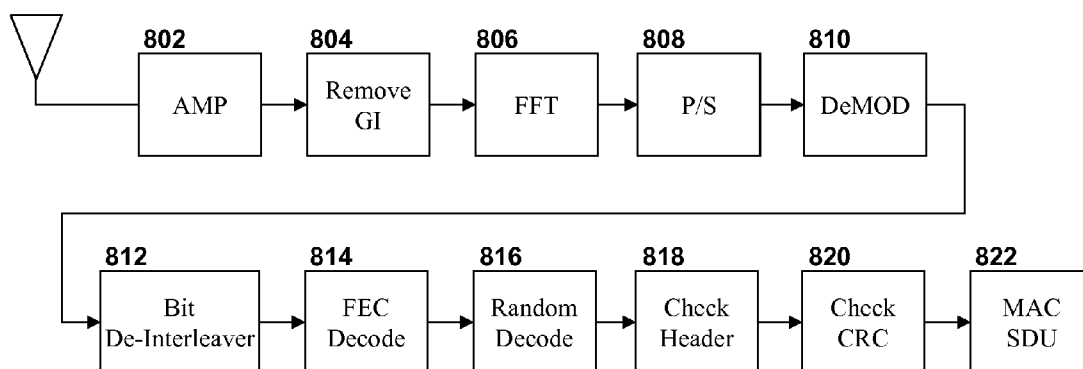 802
AMP
804
Remove
GI
806
FFT
808
P/S
810
DeMOD
812
Bit
De-Interleaver
814
FEC
Decode
816
Random
Decode
818
Check
Header
820
Check
CRC
822
MAC
SDU